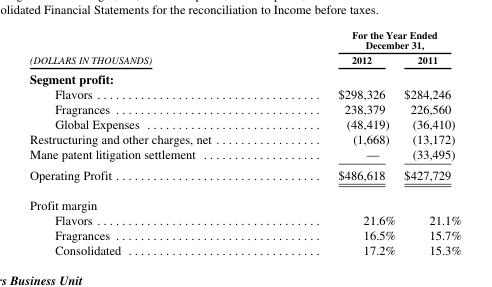 olidated Financial Statements for the reconciliation to Income before taxes.
For the Year Ended
December 31,
(DOLLARS IN THOUSANDS) 2012 2011
Segment profit:
Flavors . . . . . . . . . . . . . . . . . . . . . . . . . . . . . . . . . $298,326 $284,246
Fragrances . . . . . . . . . . . . . . . . . . . . . . . . . . . . . . 238,379 226,560
Global Expenses . . . . . . . . . . . . . . . . . . . . . . . . . . (48,419) (36,410)
Restructuring and other charges, net . . . . . . . . . . . . . . . . (1,668) (13,172)
Mane patent litigation settlement . . . . . . . . . . . . . . . . . . — (33,495)
Operating Profit . . . . . . . . . . . . . . . . . . . . . . . . . . . . . . $486,618 $427,729
Profit margin
Flavors . . . . . . . . . . . . . . . . . . . . . . . . . . . . . . . . . 21.6% 21.1%
Fragrances . . . . . . . . . . . . . . . . . . . . . . . . . . . . . . 16.5% 15.7%
Consolidated . . . . . . . . . . . . . . . . . . . . . . . . . . . . . 17.2% 15.3%
rs Business Unit